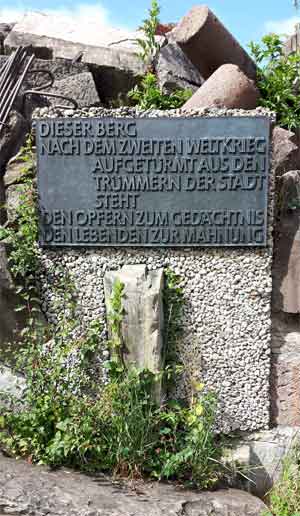 DIESER BERG
NACH DEM ZWEITEN WELTKRIEG
AUFGETÜRMT AUS DEN
TRÜMMERN DER STADT
STEHT
DEN OPFERN ZUM GEDÄCHTNIS
DEN LEBENDEN ZUR MAHNUNG